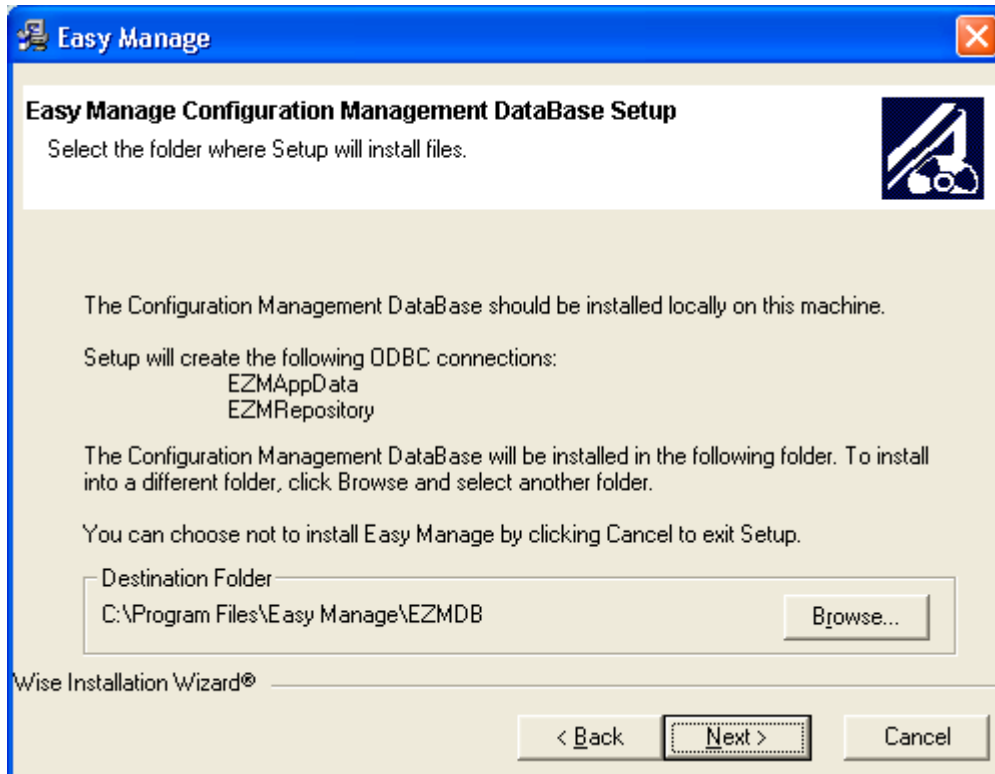 Easy Manage
Easy Manage Configuration Management DataBase Setup
Select the folder where Setup will install files.
The Configuration Management DataBase should be installed locally on this machine.
Setup will create the following ODBC connections:
EZMAppData
EZMRepository
The Configuration Management DataBase will be installed in the following folder. To install
into a different folder, click Browse and select another folder.
You can choose not to install Easy Manage by clicking Cancel to exit Setup.
Destination Folder
C:\Program Files\Easy Manage\EZMDB
Browse...
Wise Installation Wizard®
< Back
Next >
Cancel